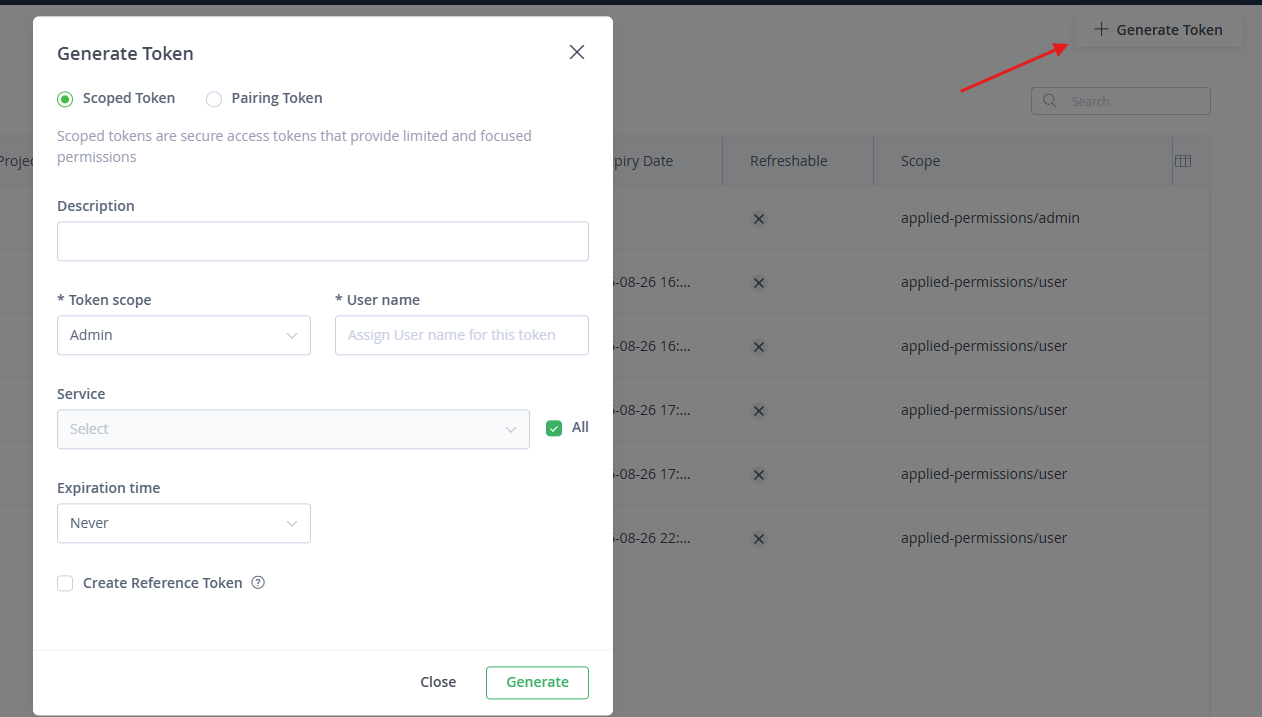 Generate Token
Generate Token
Scoped Token Pairing Token
Scoped tokens are secure access tokens that provide limited and focused
permissions
Search
Description
Refreshable Scope
* Token scope * User name
Admin Assign User name for this token
Service
Select All
Expiration time
Never
Create Reference Token ?
Close Generate
piry Date
applied-permissions/admin
-08-26 16:... applied-permissions/user
-08-26 16:... applied-permissions/user
-08-26 17:... applied-permissions/user
-08-26 17:... applied-permissions/user
-08-26 22:... applied-permissions/user